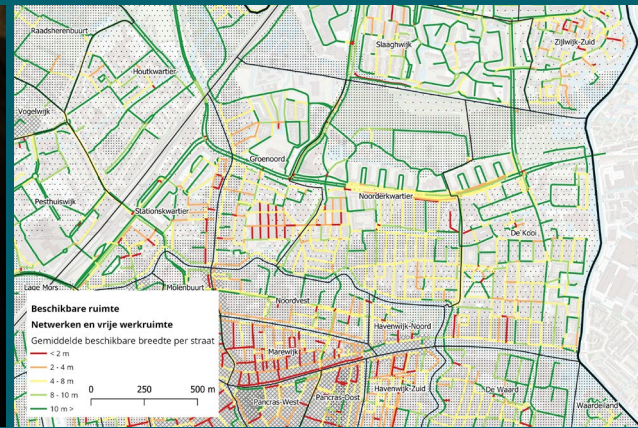 Raadsherenbuurt
Slaaghwijk
Zijlwijk-Zuid
Houtkwartier
Vogelwijk
Groenoord
Pesthuiswijk
Noorderkwartier
Stationskwartier
De Kooi
Lage Mors
Molenbuurt
Noordvest
Havenwijk-Noord
Marewijk
Havenwijk-Zuid
De Waard
Pancras-West
Pancras-Oost
Waardeiland
Beschikbare ruimte
Netwerken en vrije werkruimte
Gemiddelde beschikbare breedte per straat
< 2 m
2 - 4 m
4 - 8 m
8 - 10 m
10 m >
0 250 500 m